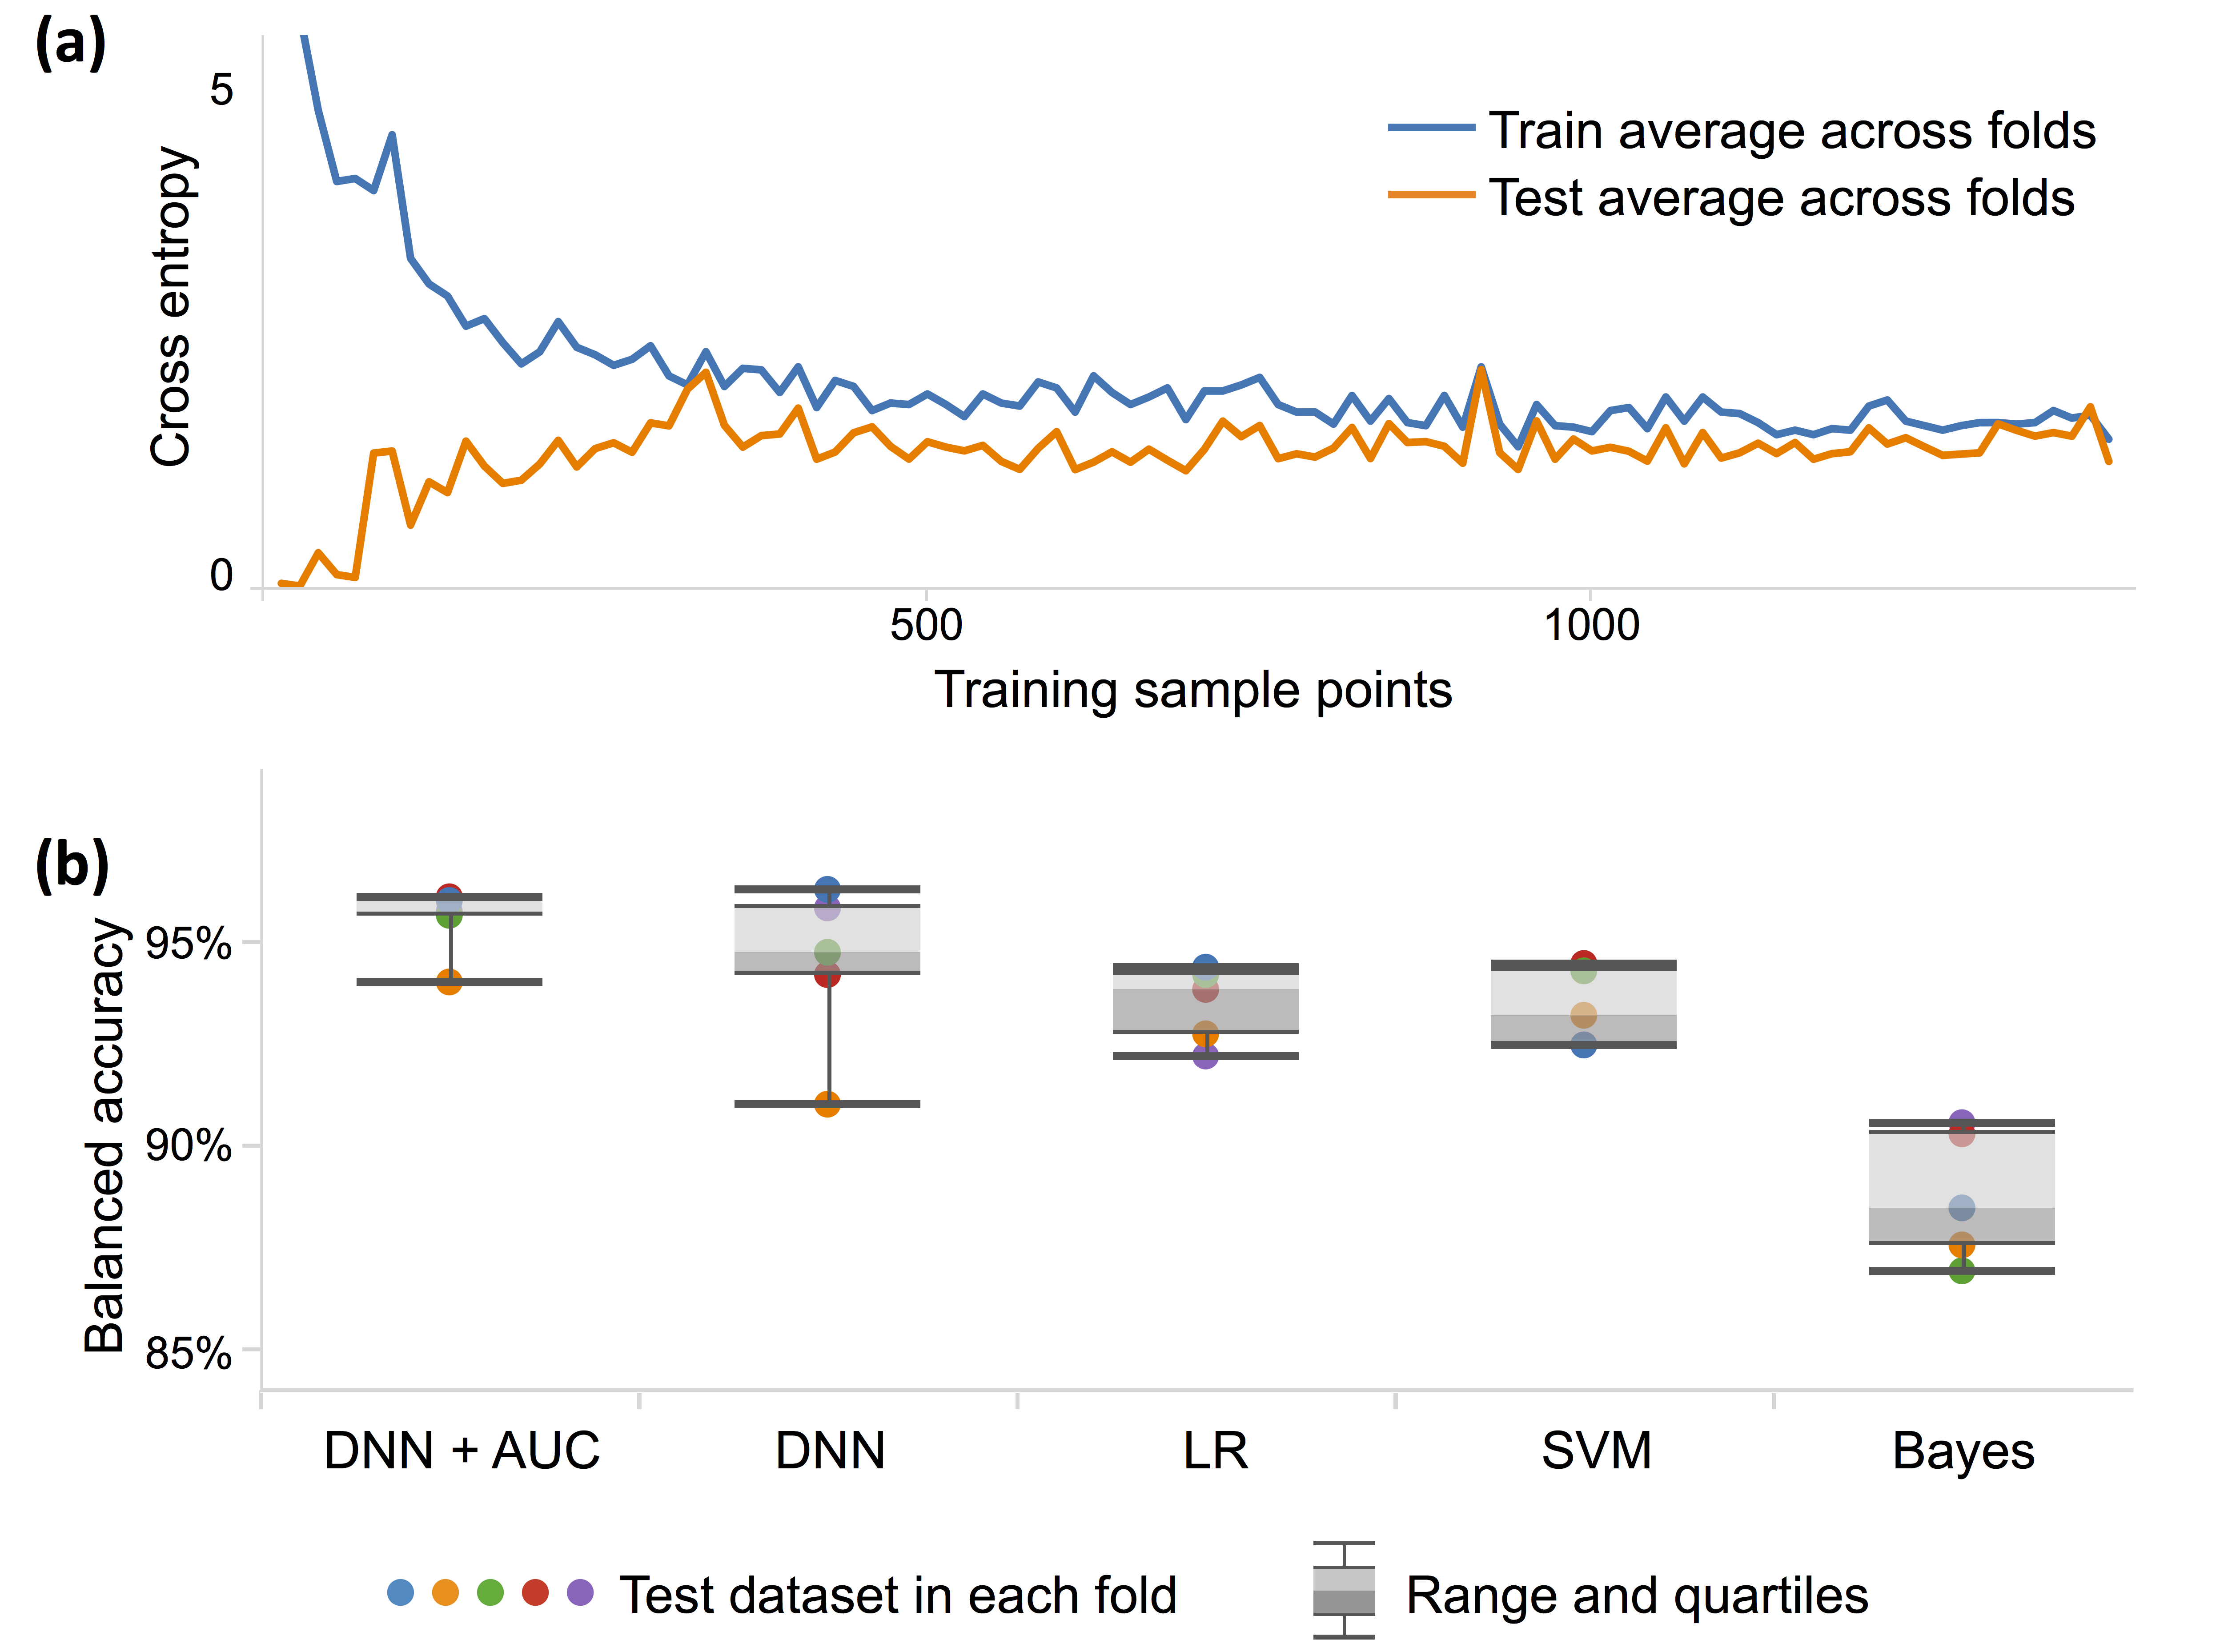 (a)
5
Cross entropy
0
Train average across folds
Test average across folds
500
1000
Training sample points
(b)
Balanced accuracy
95%
90%
85%
DNN + AUC
DNN
LR
SVM
Bayes
Test dataset in each fold
Range and quartiles